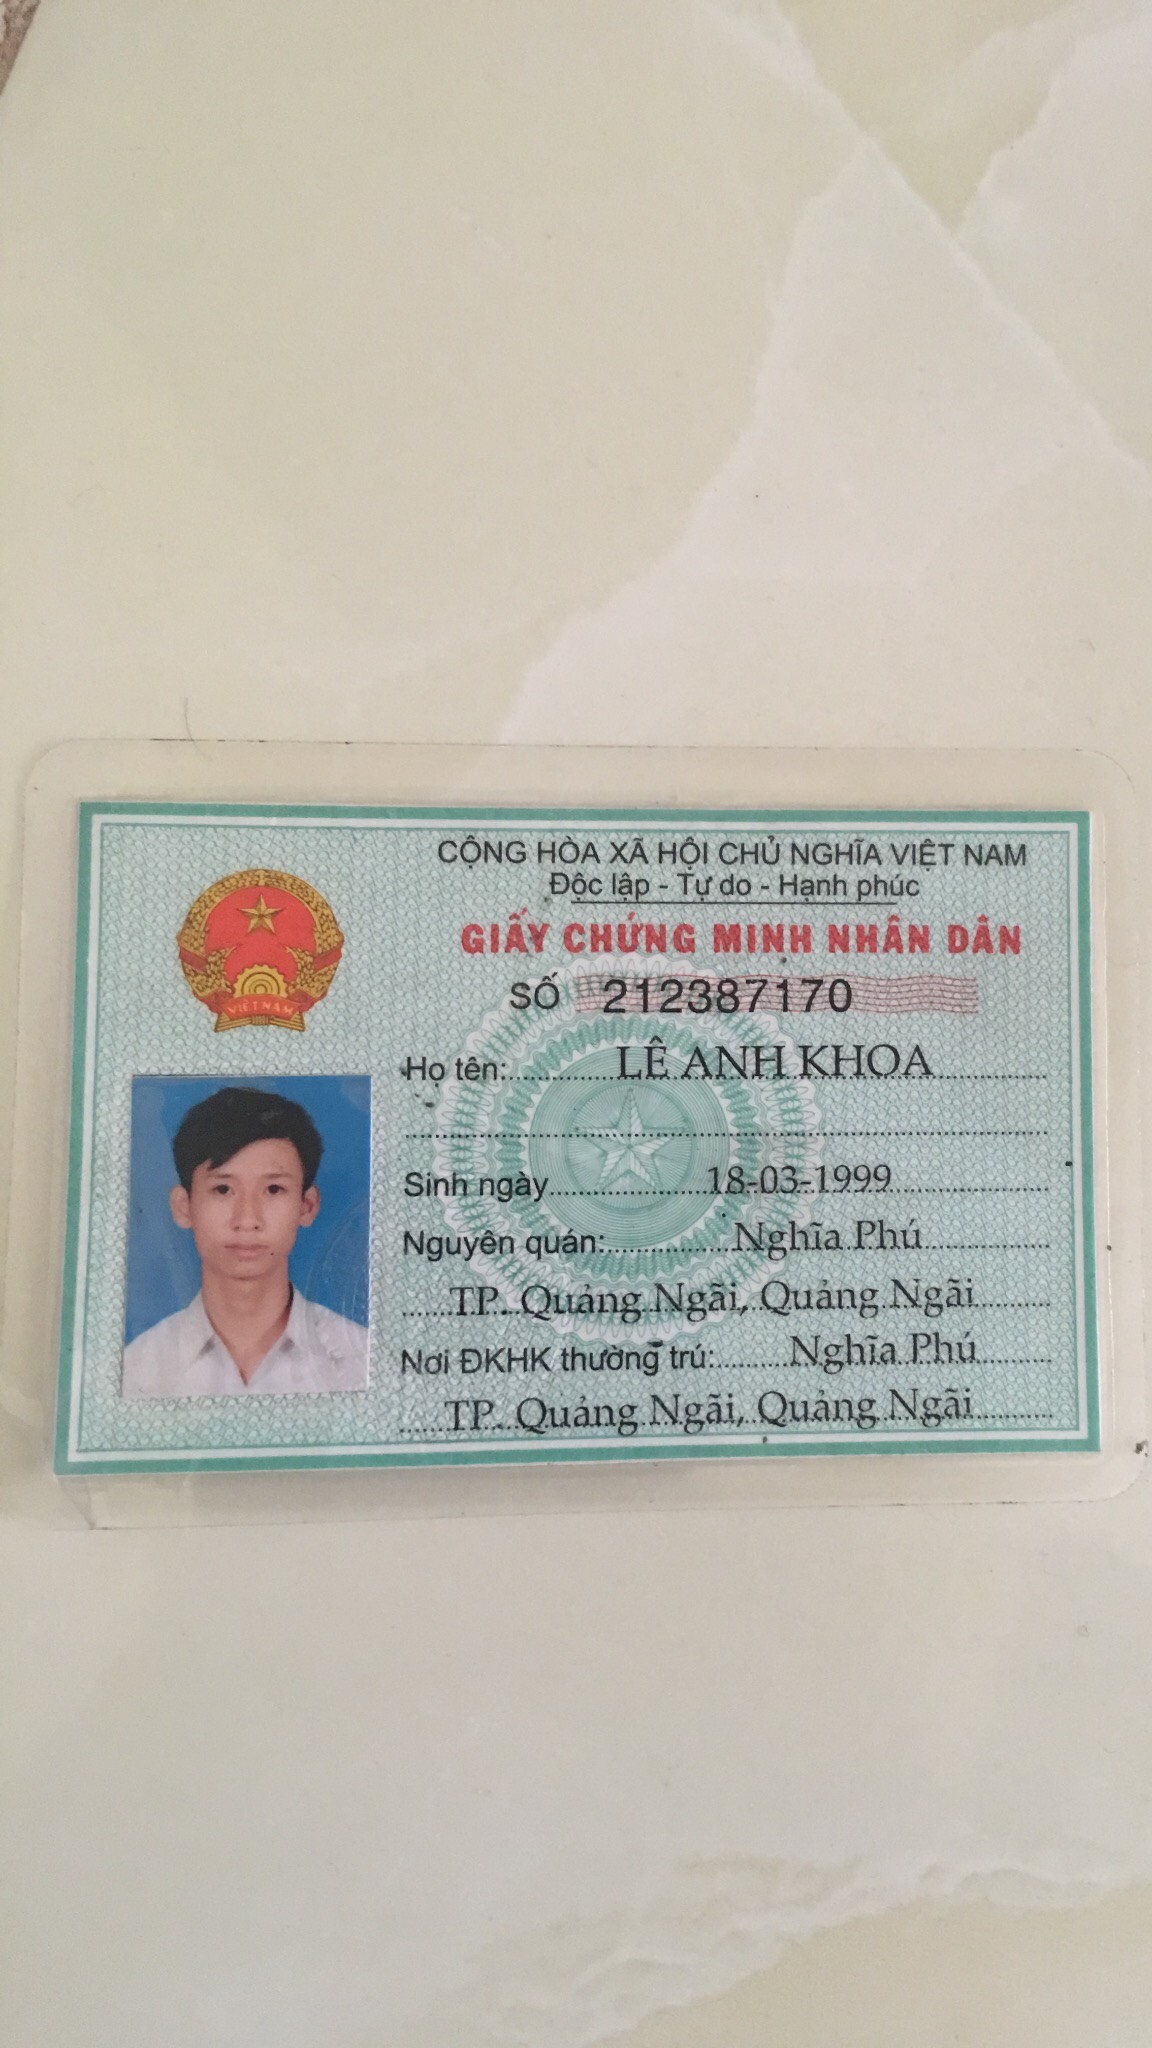 CỘNG HÒA XÃ HỘI CHỦ NGHĨA VIỆT NAM
Độc lập - Tự do - Hạnh phúc
GIẤY CHỨNG MINH NHÂN DÂN
SỐ 212387170
VIỆT NAM
Họ tên: LÊ ANH KHOA
Sinh ngày 18-03-1999
Nguyên quán: Nghĩa Phú
TP. Quảng Ngãi, Quảng Ngãi
Nơi ĐKHK thường trú: Nghĩa Phú
TP. Quảng Ngãi, Quảng Ngãi